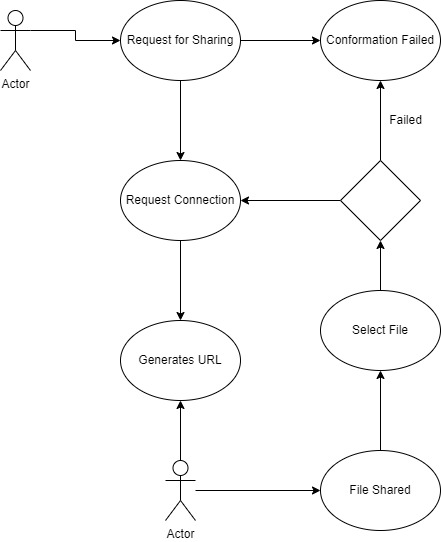 Request for Sharing
Conformation Failed
Actor
Failed
Request Connection
Select File
Generates URL
File Shared
Actor